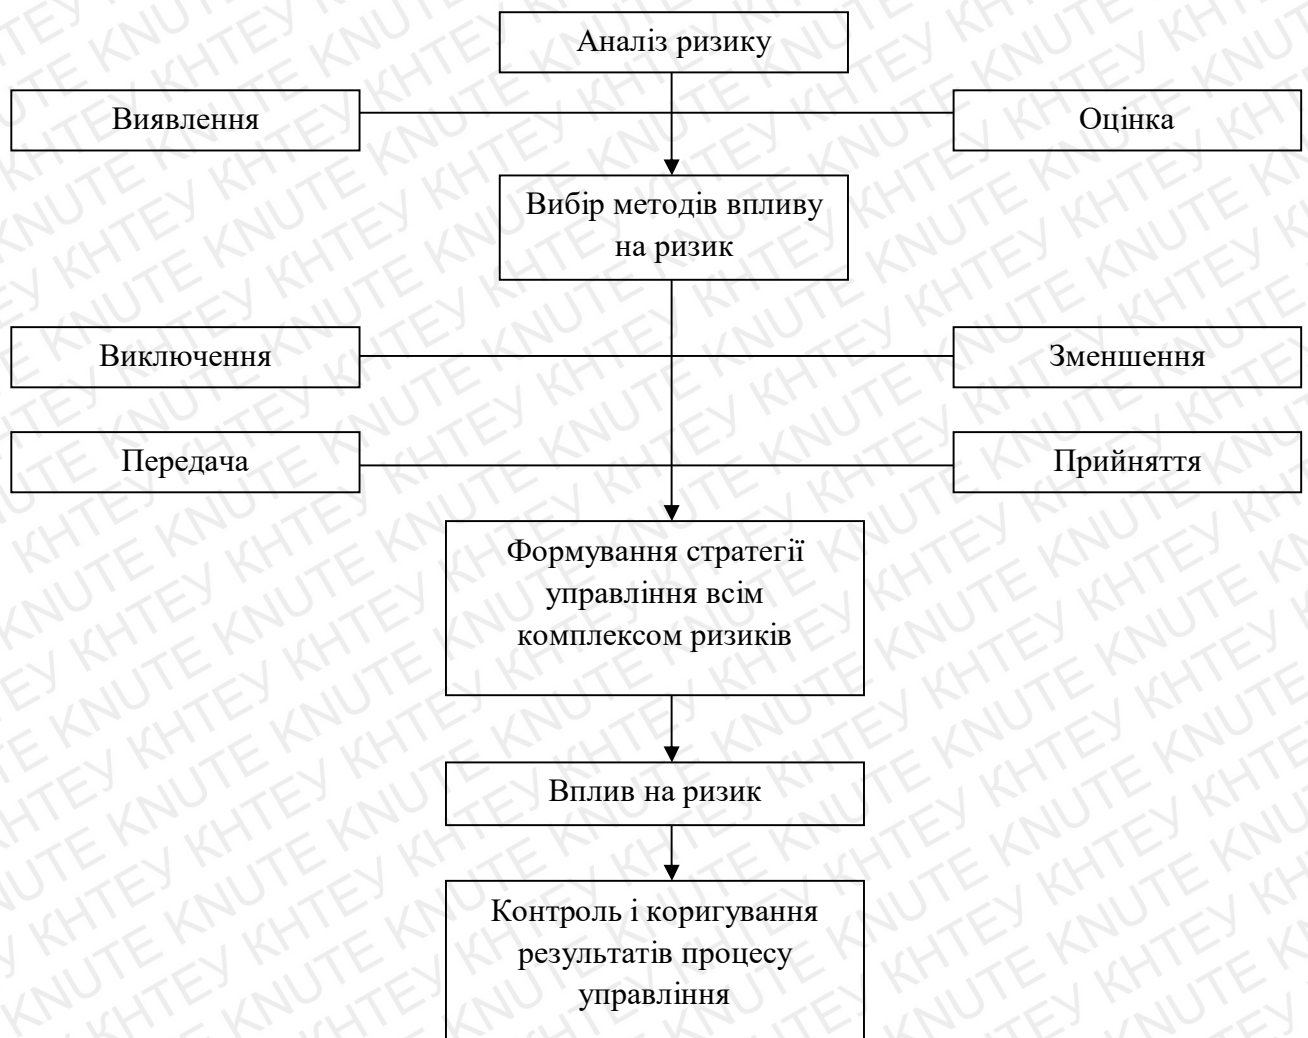 Аналіз ризику
Виявлення
Оцінка
Вибір методів впливу
на ризик
Виключення
Зменшення
Передача
Прийняття
Формування стратегії
управління всім
комплексом ризиків
Вплив на ризик
Контроль і коригування
результатів процесу
управління